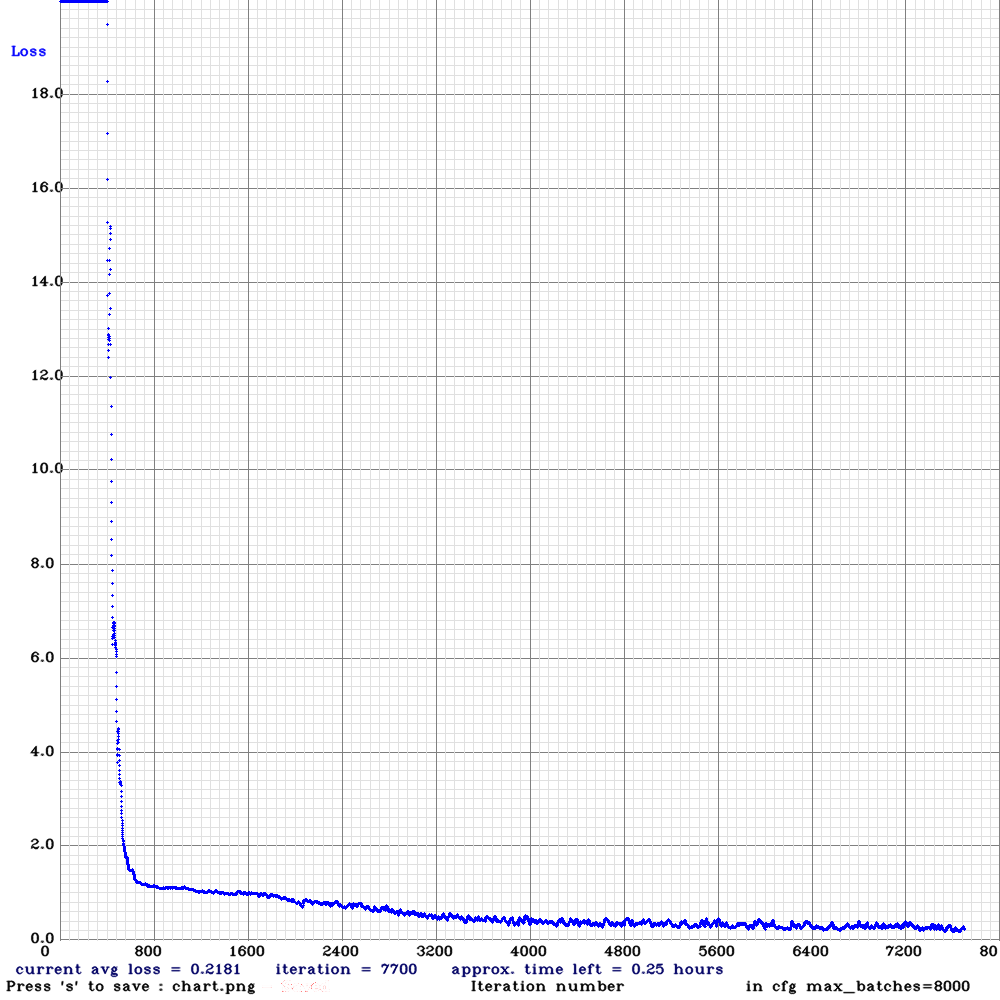 Loss
18.0
16.0
14.0
12.0
10.0
8.0
6.0
4.0
2.0
0.0
0 800 1600 2400 3200 4000 4800 5600 6400 7200 80
current avg loss = 0.2181 iteration = 7700 approx. time left = 0.25 hours
Press 's' to save : chart.png Iteration number in cfg max_batches=8000